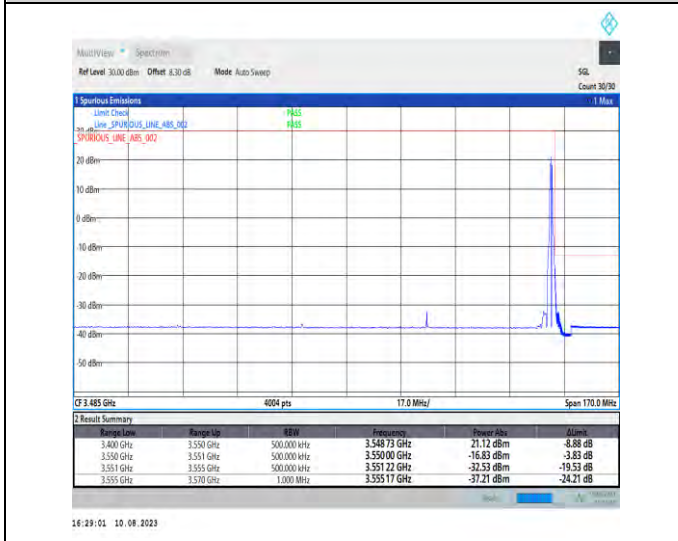 MultiView Spectrum
Ref Level 30.00 dBm Offset 8.30 dB Mode Auto Sweep SGL
Count 30/30
1 Spurious Emissions 1 Max
Limit Check PASS
Line _SPURIOUS_LINE_ABS_002 PASS
30 dBm
_SPURIOUS_LINE_ABS_002
20 dBm
10 dBm
0 dBm
-10 dBm
-20 dBm
-30 dBm
-40 dBm
-50 dBm
CF 3.485 GHz 4004 pts 17.0 MHz/ Span 170.0 MHz
2 Result Summary
Range Low Range Up RBW Frequency Power Abs ΔLimit
3.400 GHz 3.550 GHz 500.000 kHz 3.548 73 GHz 21.12 dBm -8.88 dB
3.550 GHz 3.551 GHz 500.000 kHz 3.550 00 GHz -16.83 dBm -3.83 dB
3.551 GHz 3.555 GHz 500.000 kHz 3.551 22 GHz -32.53 dBm -19.53 dB
3.555 GHz 3.570 GHz 1.000 MHz 3.555 17 GHz -37.21 dBm -24.21 dB
16:29:01 10.08.2023